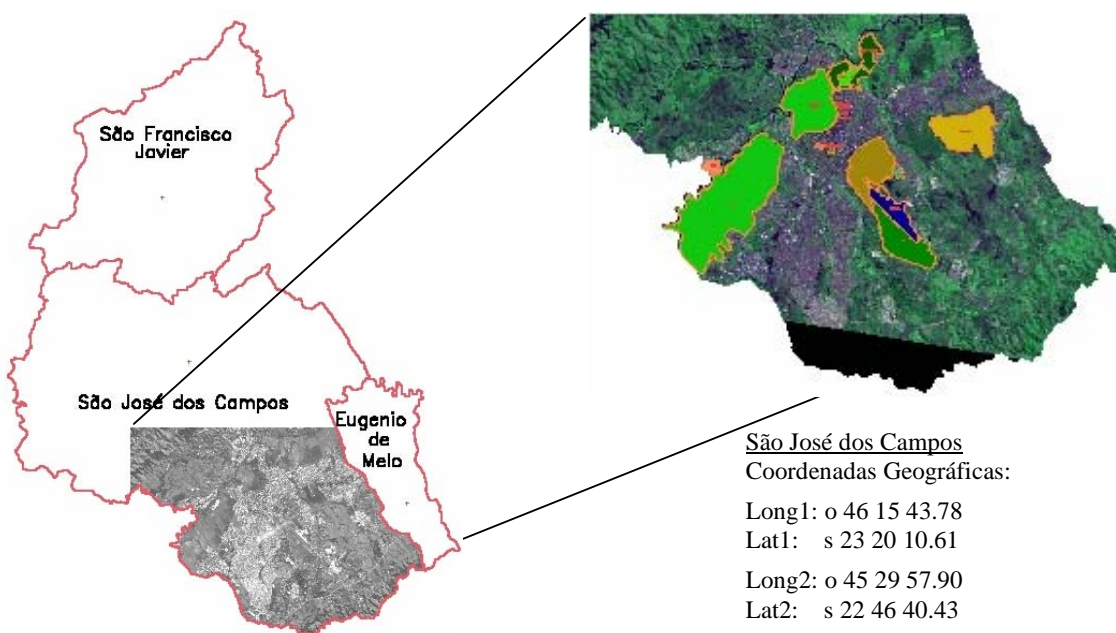 São Francisco
Javier
São José dos Campos
Eugenio
de
Melo
São José dos Campos
Coordenadas Geográficas:
Long1: o 46 15 43.78
Lat1: s 23 20 10.61
Long2: o 45 29 57.90
Lat2: s 22 46 40.43